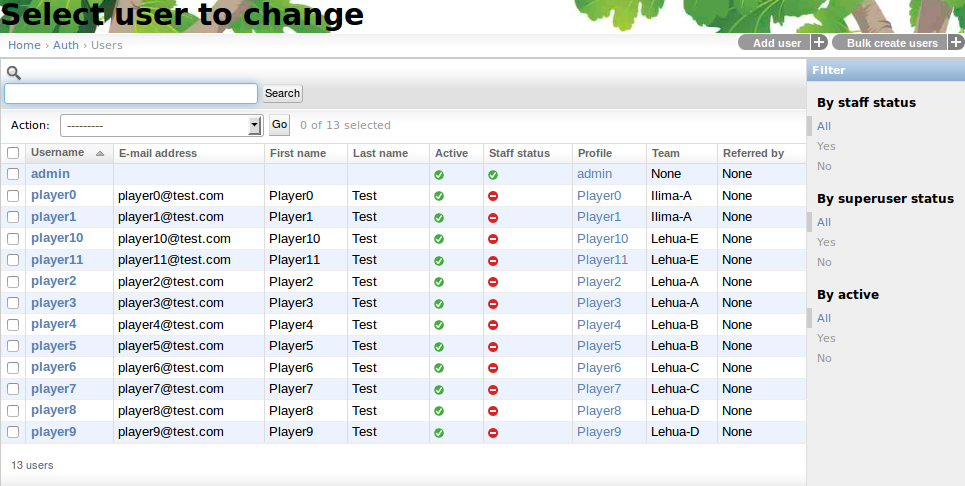 Select user to change
Home › Auth › Users
Add user +
Bulk create users +
Search
Action: --------- Go 0 of 13 selected
Username E-mail address First name Last name Active Staff status Profile Team Referred by
admin admin None None
player0 player0@test.com Player0 Test Player0 Ilima-A None
player1 player1@test.com Player1 Test Player1 Ilima-A None
player10 player10@test.com Player10 Test Player10 Lehua-E None
player11 player11@test.com Player11 Test Player11 Lehua-E None
player2 player2@test.com Player2 Test Player2 Lehua-A None
player3 player3@test.com Player3 Test Player3 Lehua-A None
player4 player4@test.com Player4 Test Player4 Lehua-B None
player5 player5@test.com Player5 Test Player5 Lehua-B None
player6 player6@test.com Player6 Test Player6 Lehua-C None
player7 player7@test.com Player7 Test Player7 Lehua-C None
player8 player8@test.com Player8 Test Player8 Lehua-D None
player9 player9@test.com Player9 Test Player9 Lehua-D None
13 users
Filter
By staff status
All
Yes
No
By superuser status
All
Yes
No
By active
All
Yes
No